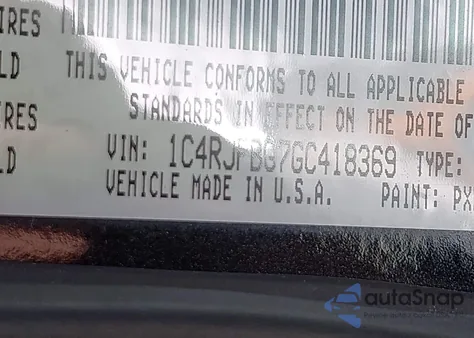 IRES
LD THIS VEHICLE CONFORMS TO ALL APPLICABLE
STANDARDS IN EFFECT ON THE DATE OF
IRES
VIN: 1C4RJFBG7GC418369 TYPE:
LD
VEHICLE MADE IN U.S.A. PAINT: PX
autoSnap